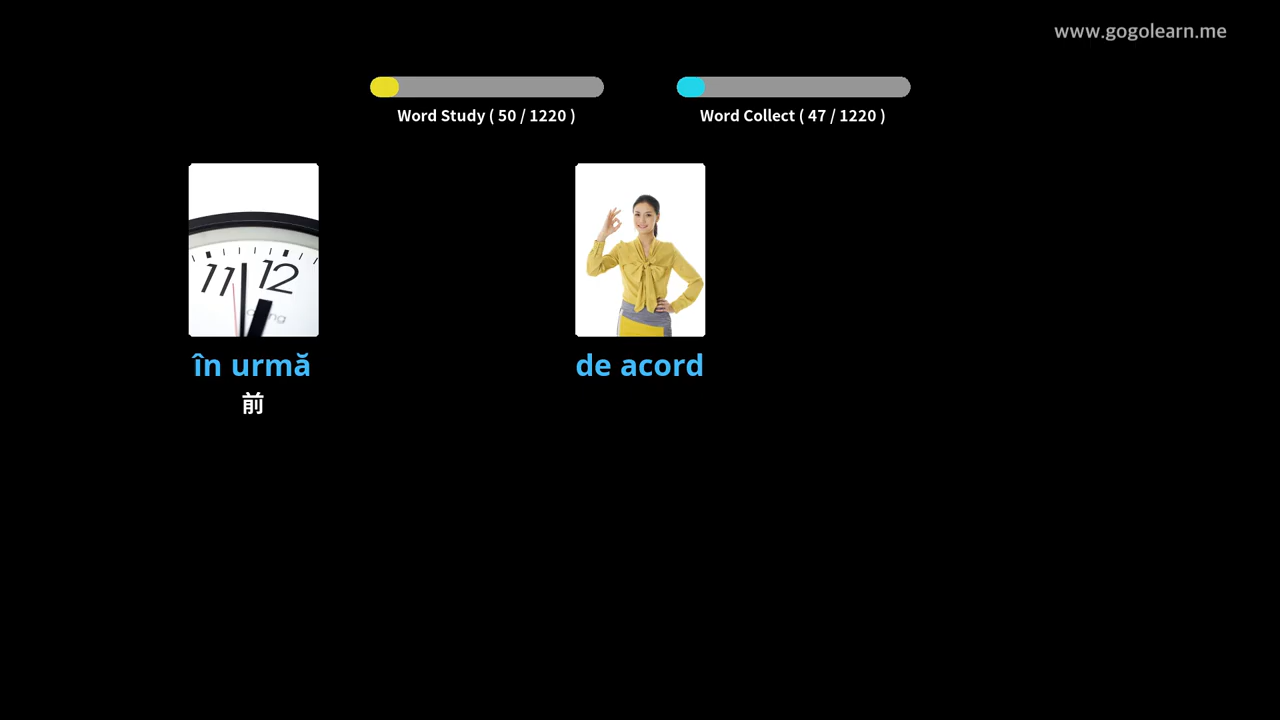 www.gogolearn.me
Word Study ( 50 / 1220 )
Word Collect ( 47 / 1220 )
11 12
în urmă
de acord
前